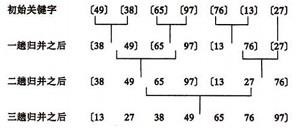 初始关键字 [49] [38] [65] [97] [76] [13] [27]
一趟归并之后 [38 49] [65 97] [13 76] [27]
二趟归并之后 [38 49 65 97] [13 27 76]
三趟归并之后 [13 27 38 49 65 76 97]